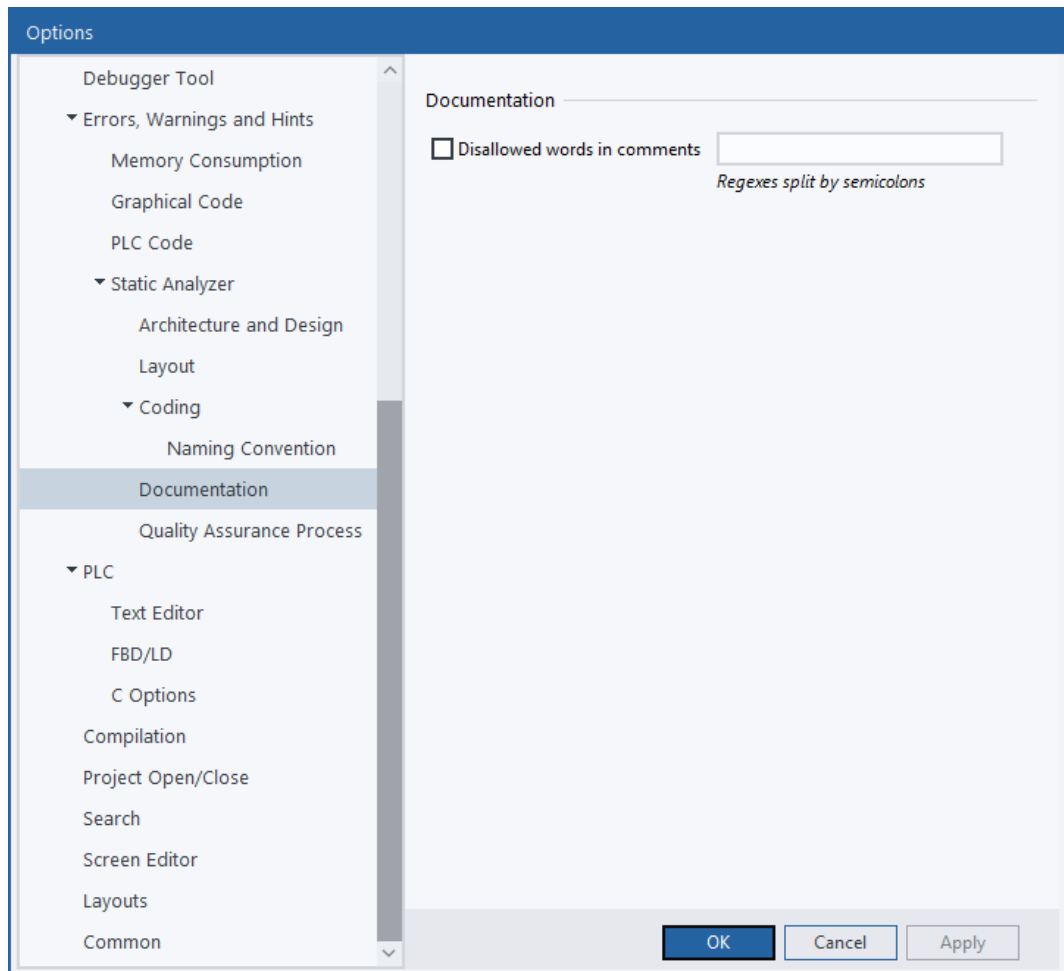 Options
Debugger Tool
Errors, Warnings and Hints
Memory Consumption
Graphical Code
PLC Code
Static Analyzer
Architecture and Design
Layout
Coding
Naming Convention
Documentation
Quality Assurance Process
PLC
Text Editor
FBD/LD
C Options
Compilation
Project Open/Close
Search
Screen Editor
Layouts
Common
Documentation
Disallowed words in comments
Regexes split by semicolons
OK Cancel Apply